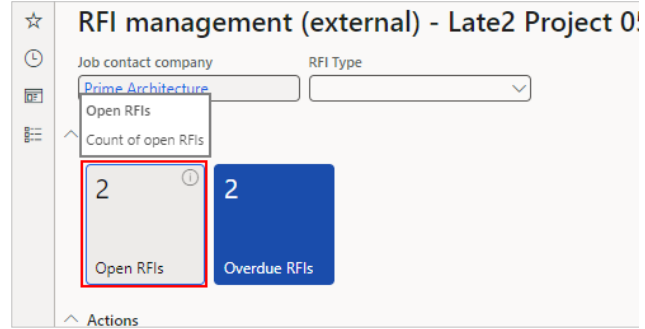 RFI management (external) - Late2 Project 05
Job contact company
RFI Type
Prime Architecture
Open RFIs
Count of open RFIs
2
2
Open RFIs
Overdue RFIs
Actions